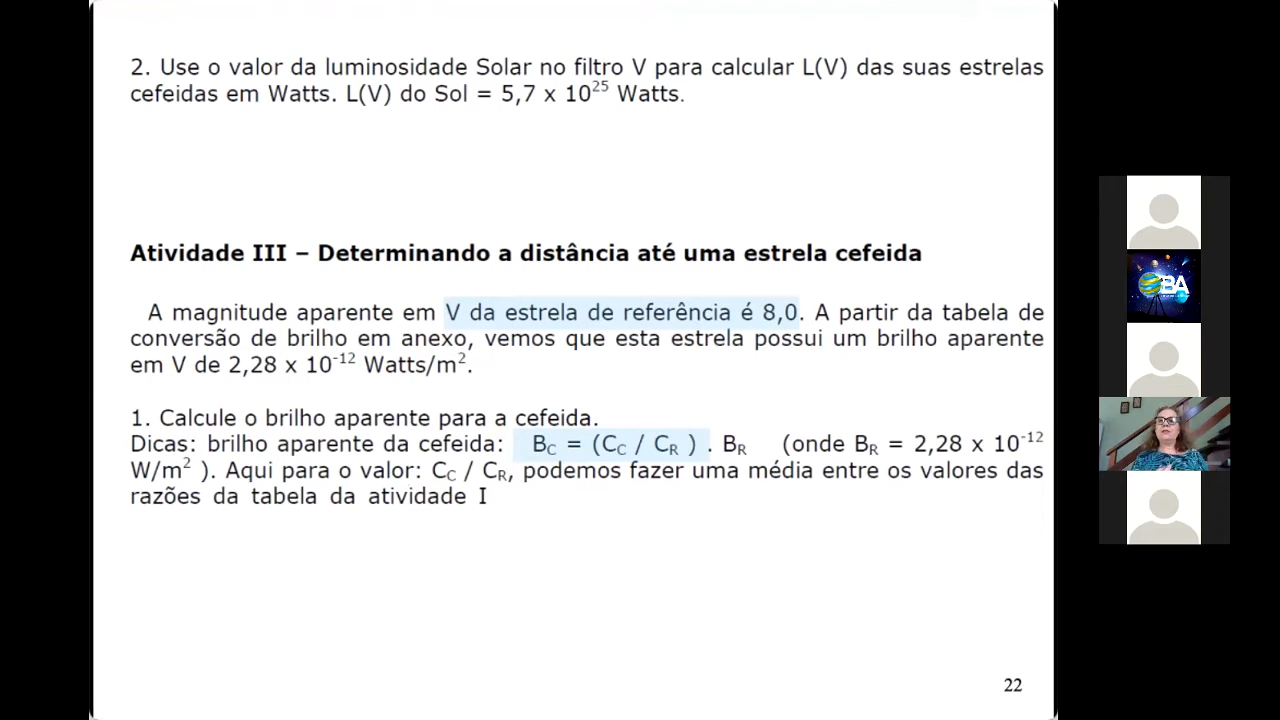 2. Use o valor da luminosidade Solar no filtro V para calcular L(V) das suas estrelas
cefeidas em Watts. L(V) do Sol = 5,7 x 10²⁵ Watts.
Atividade III – Determinando a distância até uma estrela cefeida
A magnitude aparente em V da estrela de referência é 8,0. A partir da tabela de
conversão de brilho em anexo, vemos que esta estrela possui um brilho aparente
em V de 2,28 x 10⁻¹² Watts/m².
1. Calcule o brilho aparente para a cefeida.
Dicas: brilho aparente da cefeida: B_C = (C_C / C_R ) . B_R (onde B_R = 2,28 x 10⁻¹²
W/m² ). Aqui para o valor: C_C / C_R, podemos fazer uma média entre os valores das
razões da tabela da atividade I
22
OBA